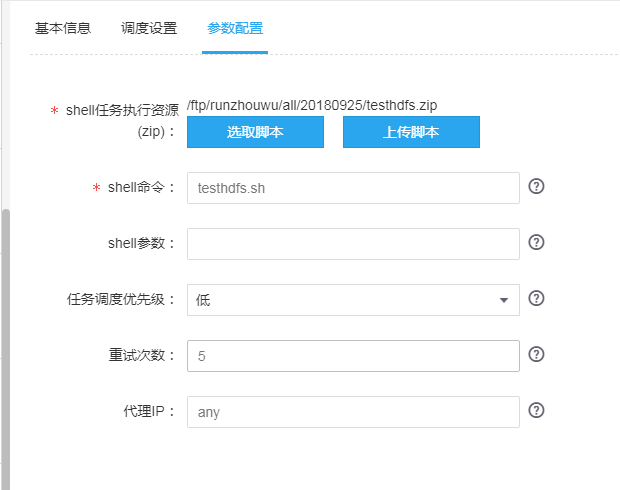 基本信息 调度设置 参数配置
* shell任务执行资源(zip)： /ftp/runzhouwu/all/20180925/testhdfs.zip
选取脚本 上传脚本
* shell命令： testhdfs.sh
shell参数：
任务调度优先级： 低
重试次数： 5
代理IP： any